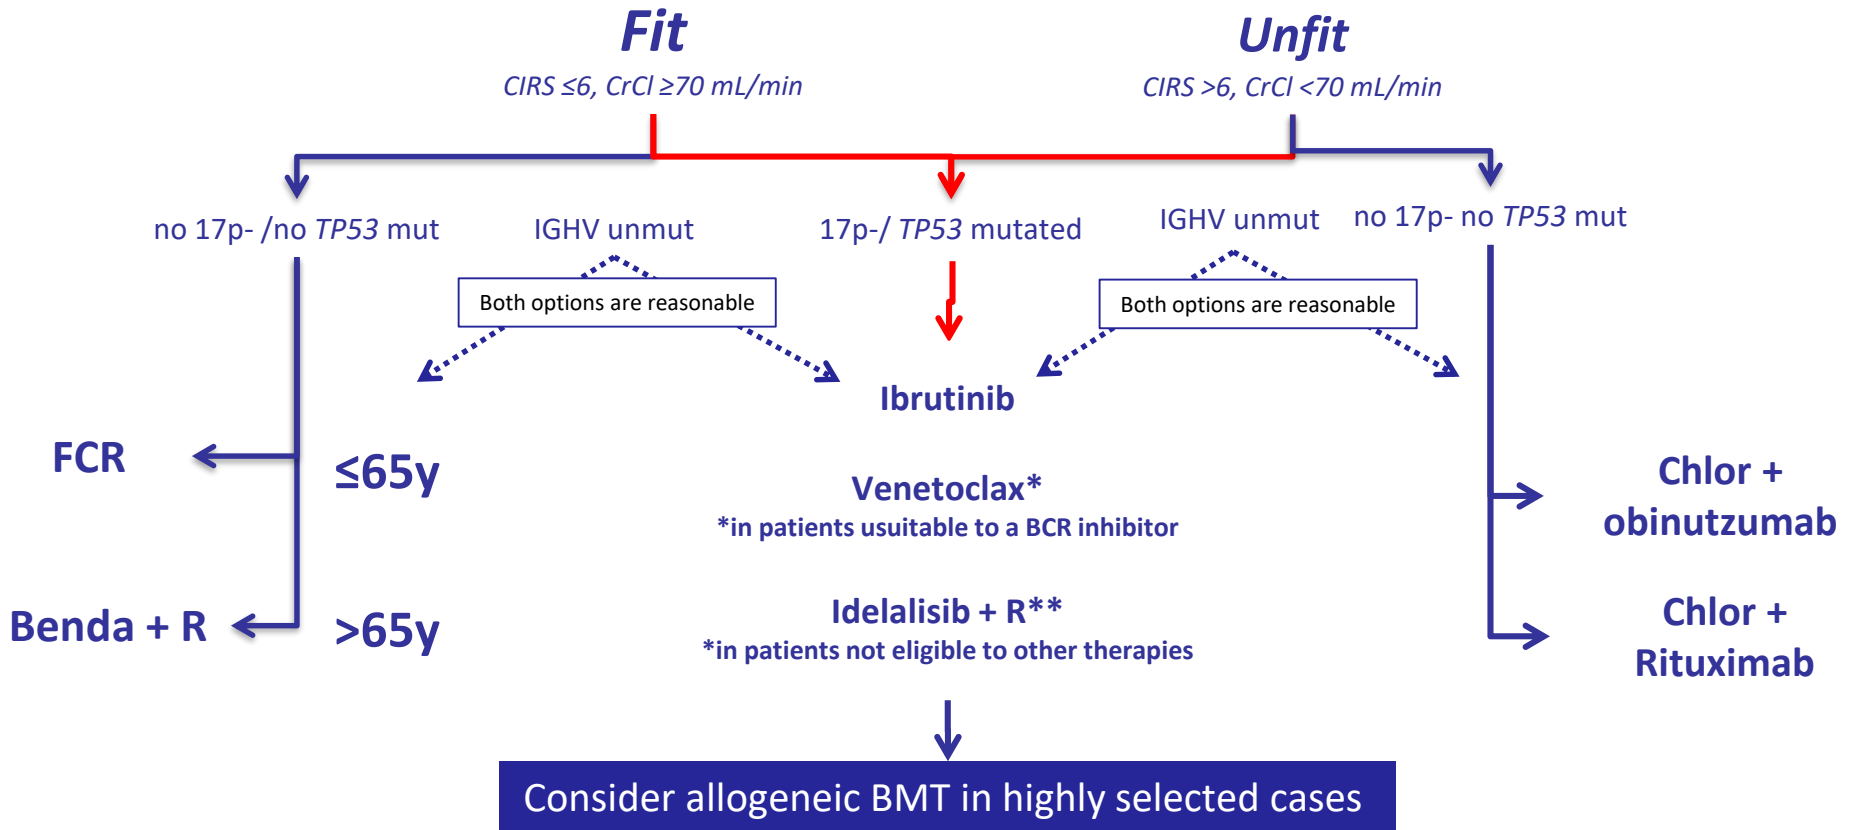 Fit
Unfit
CIRS ≤6, CrCl ≥70 mL/min
CIRS >6, CrCl <70 mL/min
no 17p- /no TP53 mut
IGHV unmut
17p-/ TP53 mutated
IGHV unmut
no 17p- no TP53 mut
Both options are reasonable
Both options are reasonable
Ibrutinib
FCR
≤65y
Venetoclax*
*in patients usuitable to a BCR inhibitor
Chlor +
obinutzumab
Benda + R
>65y
Idelalisib + R**
*in patients not eligible to other therapies
Chlor +
Rituximab
Consider allogeneic BMT in highly selected cases